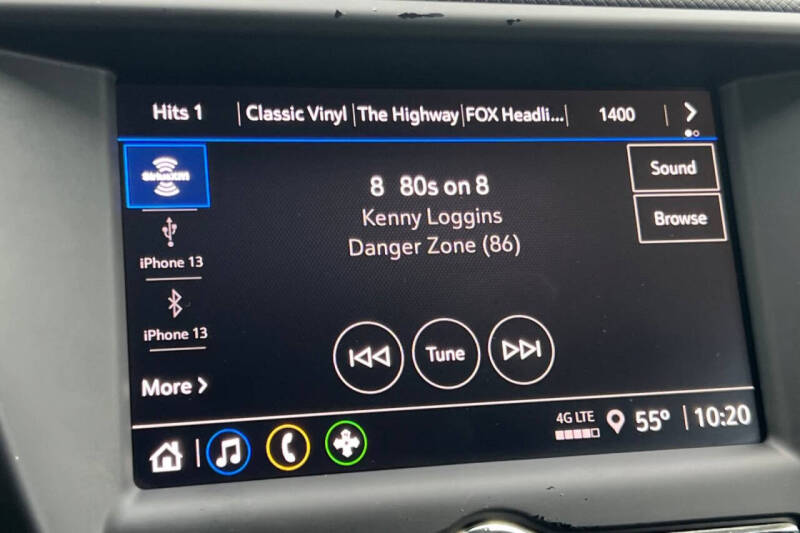 Hits 1 Classic Vinyl The Highway FOX Headli... 1400
SiriusXM
8 80s on 8
Kenny Loggins
Danger Zone (86)
Sound
Browse
iPhone 13
iPhone 13
More
Tune
4G LTE
55° 10:20